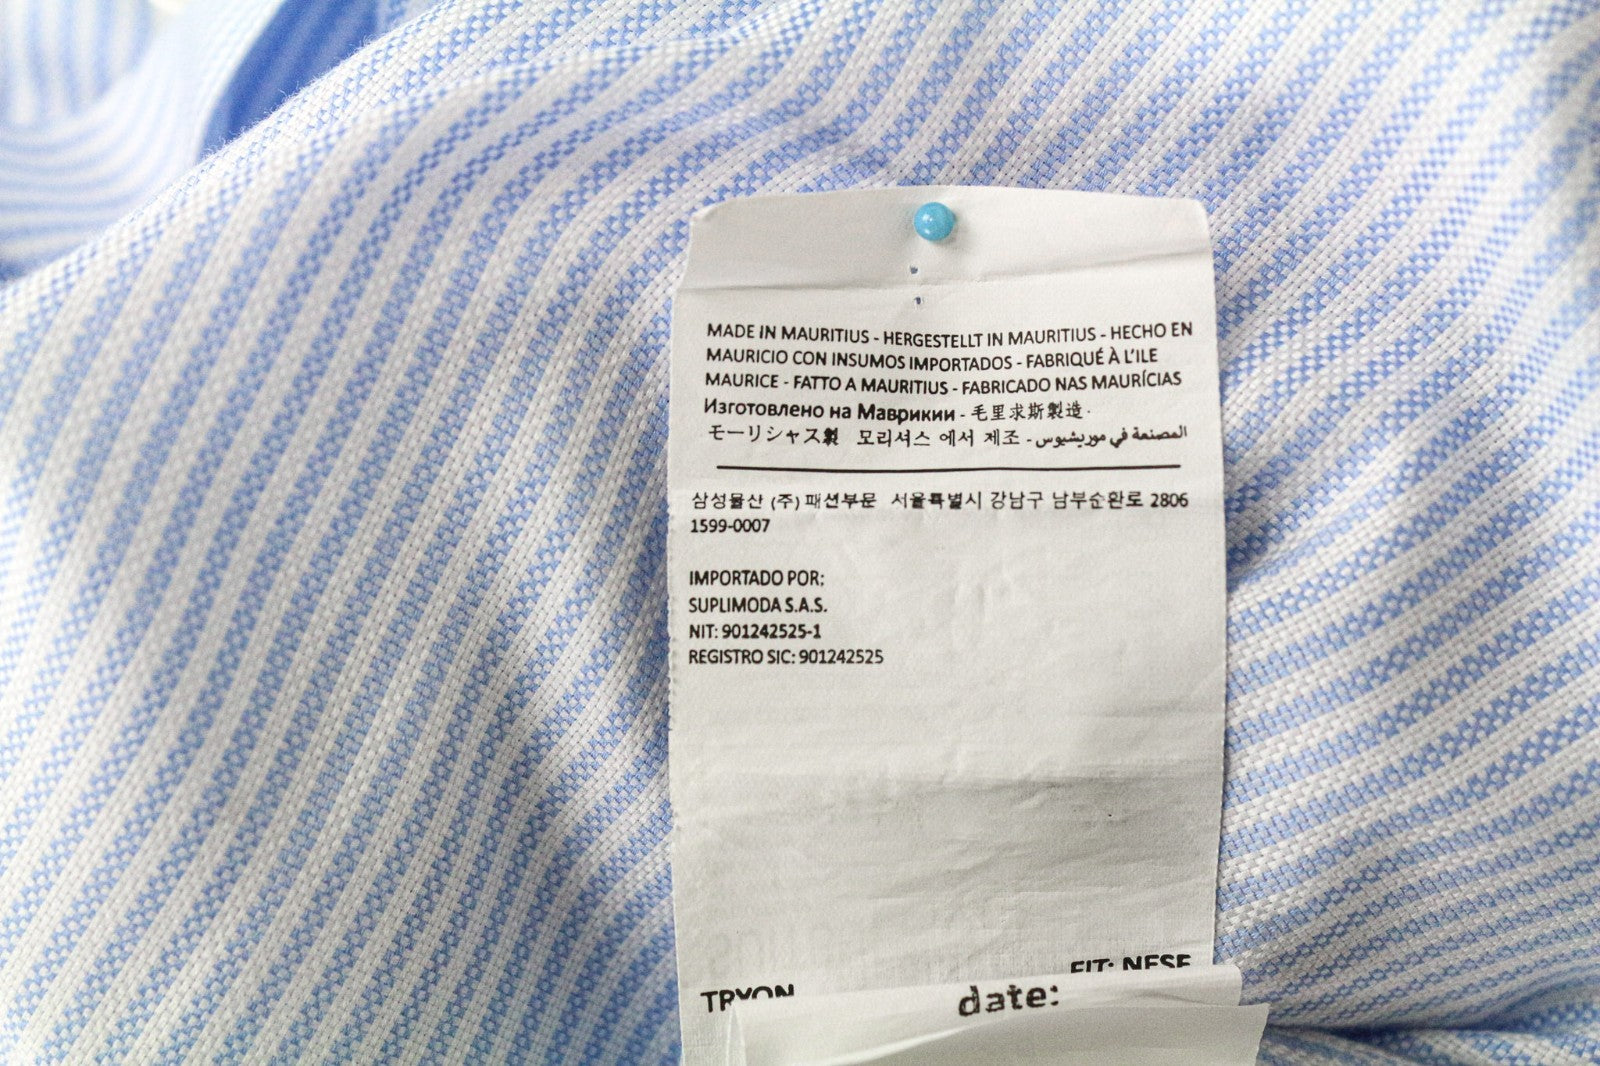 MADE IN MAURITIUS - HERGESTELLT IN MAURITIUS - HECHO EN
MAURICIO CON INSUMOS IMPORTADOS - FABRIQUÉ À L'ILE
MAURICE - FATTO A MAURITIUS - FABRICADO NAS MAURÍCIAS
Изготовлено на Маврикии - 毛里求斯製造 -
モーリシャス製 모리셔스 에서 제조 - المصنعة في موريشيوس
삼성물산 (주) 패션부문 서울특별시 강남구 남부순환로 2806
1599-0007
IMPORTADO POR:
SUPLIMODA S.A.S.
NIT: 901242525-1
REGISTRO SIC: 901242525
FIT: NESF
TRYON
date: